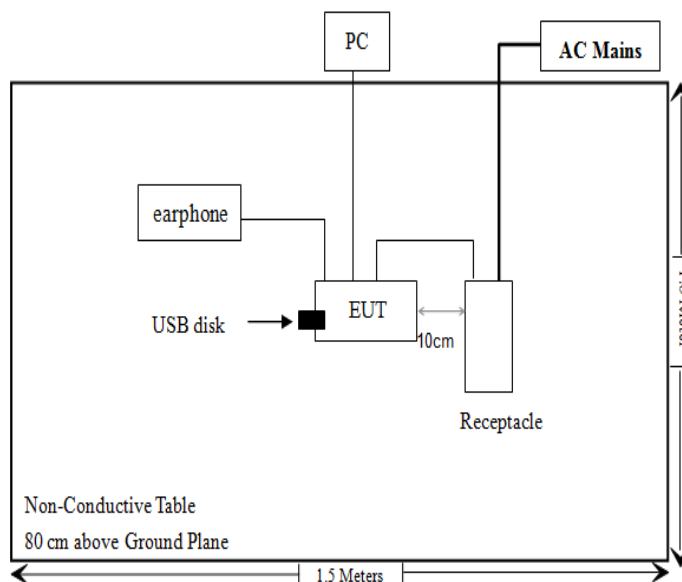 PC
AC Mains
earphone
EUT
USB disk
10cm
Receptacle
Non-Conductive Table
80 cm above Ground Plane
1.5 Meters